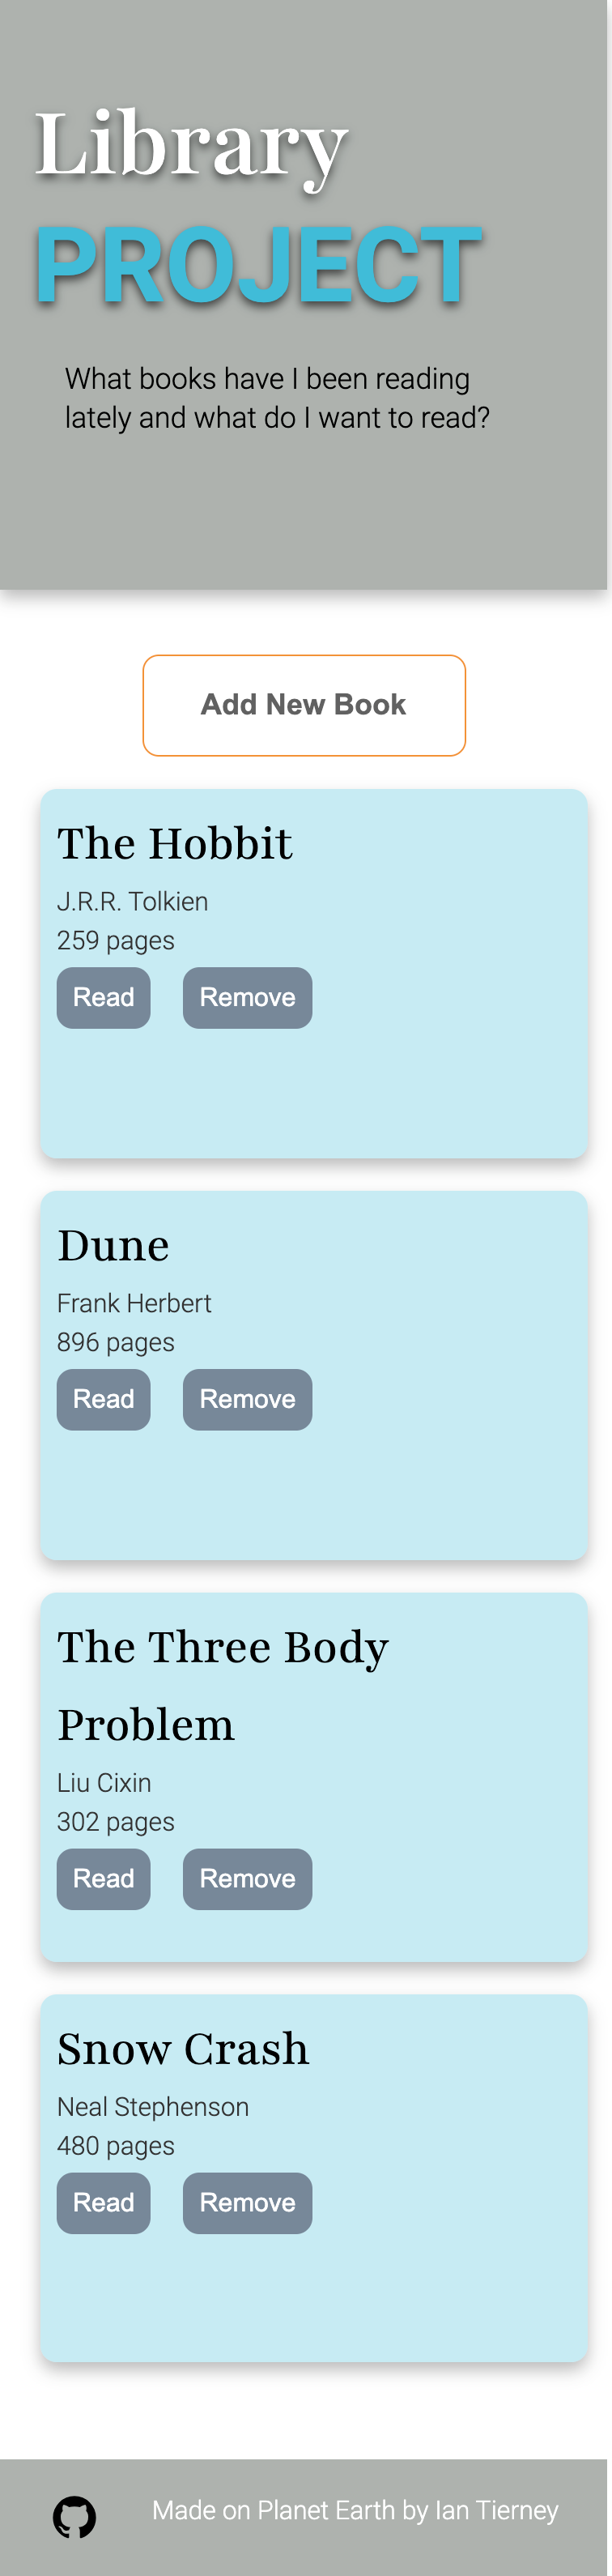 Library
PROJECT
What books have I been reading
lately and what do I want to read?
Add New Book
The Hobbit
J.R.R. Tolkien
259 pages
Read Remove
Dune
Frank Herbert
896 pages
Read Remove
The Three Body
Problem
Liu Cixin
302 pages
Read Remove
Snow Crash
Neal Stephenson
480 pages
Read Remove
Made on Planet Earth by Ian Tierney